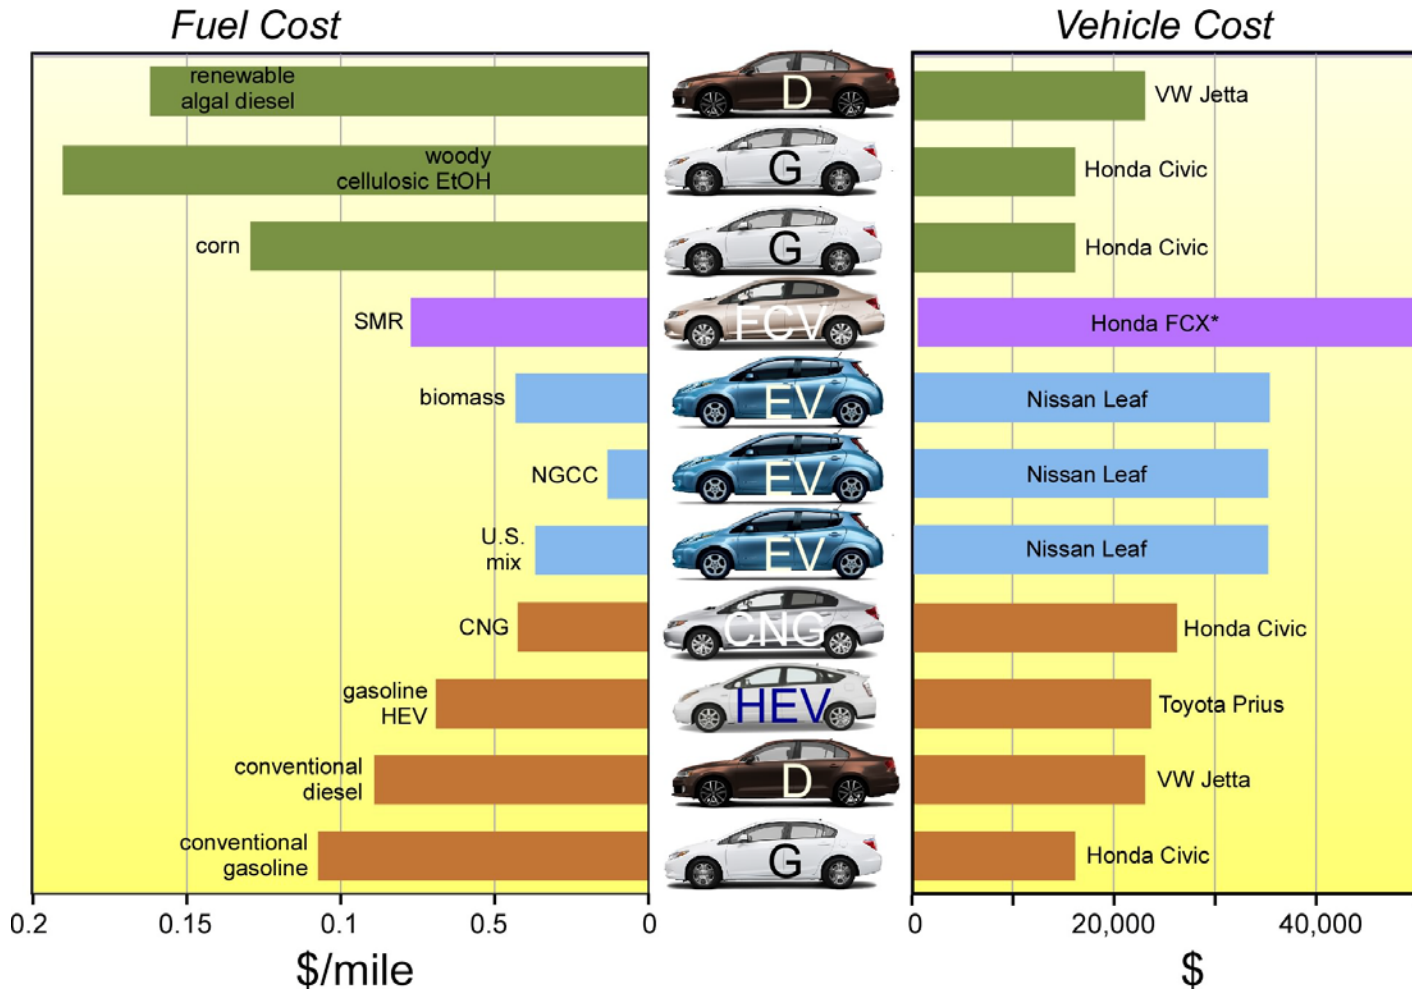 Fuel Cost
Vehicle Cost
renewable
algal diesel
D
VW Jetta
woody
cellulosic EtOH
G
Honda Civic
corn
G
Honda Civic
SMR
FCV
Honda FCX*
biomass
EV
Nissan Leaf
NGCC
EV
Nissan Leaf
U.S.
mix
EV
Nissan Leaf
CNG
CNG
Honda Civic
gasoline
HEV
HEV
Toyota Prius
conventional
diesel
D
VW Jetta
conventional
gasoline
G
Honda Civic
0.2 0.15 0.1 0.5 0
0 20,000 40,000
$/mile
$